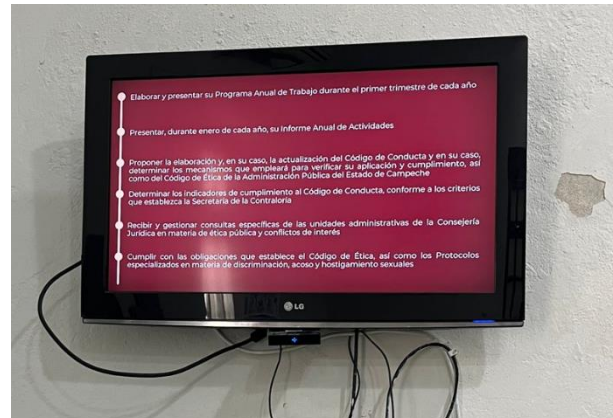 Elaborar y presentar su Programa Anual de Trabajo durante el primer trimestre de cada año
Presentar, durante enero de cada año, su Informe Anual de Actividades
Proponer la elaboración y, en su caso, la actualización del Código de Conducta y en su caso,
determinar los mecanismos que empleará para verificar su aplicación y cumplimiento, así
como del Código de Ética de la Administración Pública del Estado de Campeche
Determinar los indicadores de cumplimiento al Código de Conducta, conforme a los criterios
que establezca la Secretaría de la Contraloría
Recibir y gestionar consultas específicas de las unidades administrativas de la Consejería
Jurídica en materia de ética pública y conflictos de interés
Cumplir con las obligaciones que establece el Código de Ética, así como los Protocolos
especializados en materia de discriminación, acoso y hostigamiento sexuales
LG